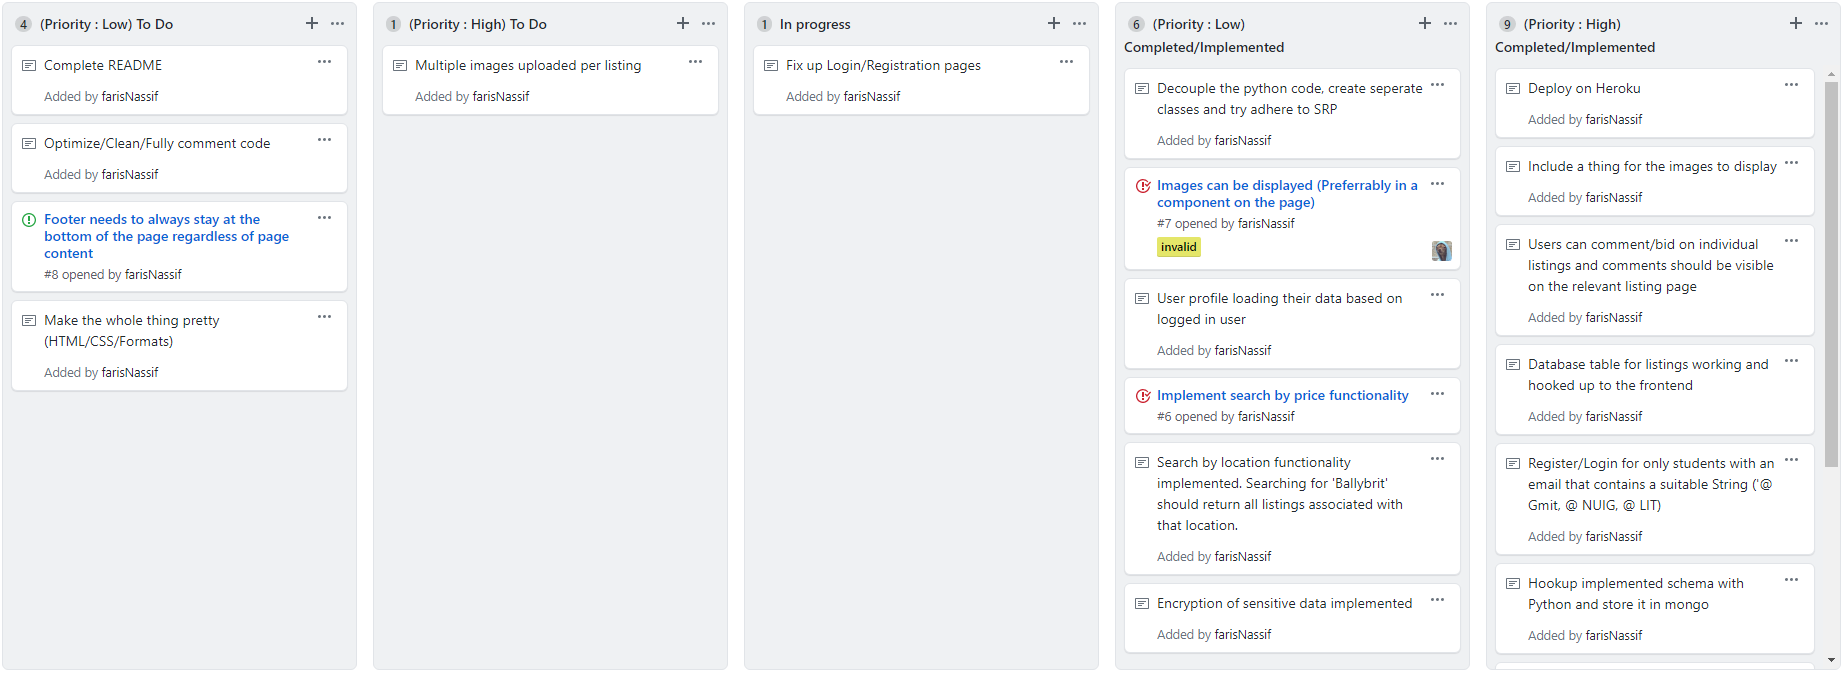 4 (Priority : Low) To Do
Complete README
Added by farisNassif
Optimize/Clean/Fully comment code
Added by farisNassif
Footer needs to always stay at the
bottom of the page regardless of page
content
#8 opened by farisNassif
Make the whole thing pretty
(HTML/CSS/Formats)
Added by farisNassif
1 (Priority : High) To Do
Multiple images uploaded per listing
Added by farisNassif
1 In progress
Fix up Login/Registration pages
Added by farisNassif
6 (Priority : Low)
Completed/Implemented
Decouple the python code, create seperate
classes and try adhere to SRP
Added by farisNassif
Images can be displayed (Preferrably in a
component on the page)
#7 opened by farisNassif
invalid
User profile loading their data based on
logged in user
Added by farisNassif
Implement search by price functionality
#6 opened by farisNassif
Search by location functionality
implemented. Searching for 'Ballybrit'
should return all listings associated with
that location.
Added by farisNassif
Encryption of sensitive data implemented
Added by farisNassif
9 (Priority : High)
Completed/Implemented
Deploy on Heroku
Added by farisNassif
Include a thing for the images to display
Added by farisNassif
Users can comment/bid on individual
listings and comments should be visible
on the relevant listing page
Added by farisNassif
Database table for listings working and
hooked up to the frontend
Added by farisNassif
Register/Login for only students with an
email that contains a suitable String ('@
Gmit, @ NUIG, @ LIT)
Added by farisNassif
Hookup implemented schema with
Python and store it in mongo
Added by farisNassif